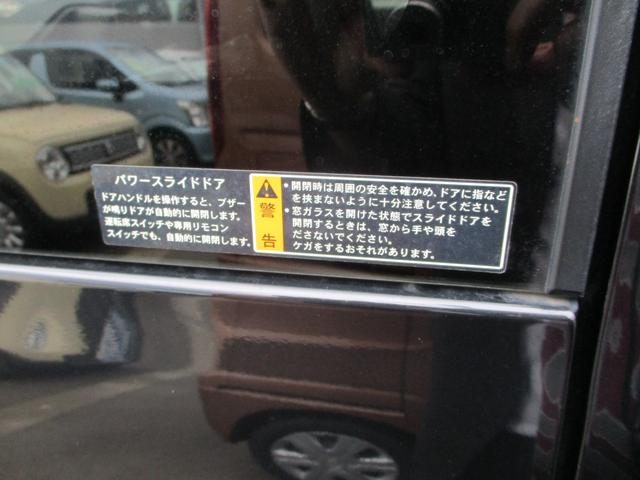 パワースライドドア
ドアハンドルを操作すると、ブザー
が鳴りドアが自動的に開閉します。
運転席スイッチや専用リモコン
スイッチでも、自動的に開閉します。
警告
・開閉時は周囲の安全を確かめ、ドアに指など
を挟まないように十分注意してください。
・窓ガラスを開けた状態でスライドドアを
開閉するときは、窓から手や頭を
ださないでください。
ケガをするおそれがあります。